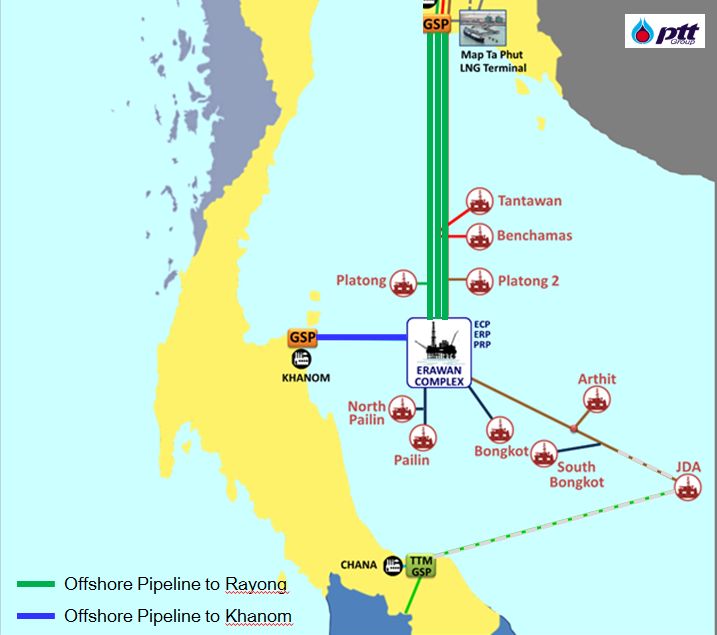 GSP
Map Ta Phut
LNG Terminal
ptt
Group
Tantawan
Benchamas
Platong
Platong 2
GSP
KHANOM
ECP
ERP
PRP
ERAWAN
COMPLEX
Arthit
North
Pailin
Pailin
Bongkot
South
Bongkot
JDA
CHANA
TTM
GSP
Offshore Pipeline to Rayong
Offshore Pipeline to Khanom